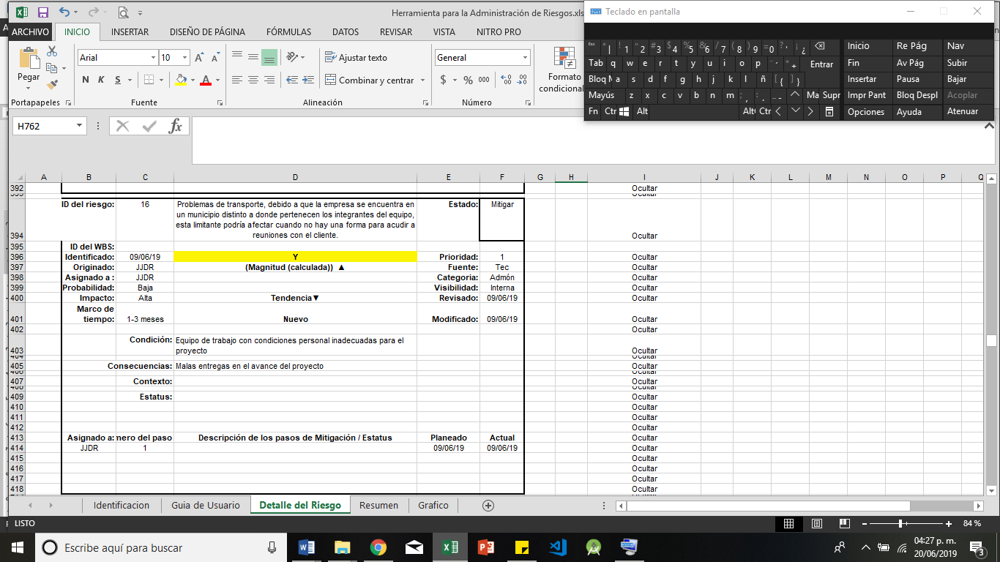 Herramienta para la Administración de Riesgos.xls
Teclado en pantalla
ARCHIVO INICIO INSERTAR DISEÑO DE PÁGINA FÓRMULAS DATOS REVISAR VISTA NITRO PRO
Pegar
Arial 10
N K S
Ajustar texto
Combinar y centrar
General
$ % 000
Formato
condicional
Portapapeles Fuente Alineación Número
Inicio Re Pág Nav
Tab q w e r t y u i o p Entrar Fin Av Pág Subir
Bloq M a s d f g h j k l ñ Insertar Pausa Bajar
Mayús z x c v b n m Ma Supr Impr Pant Bloq Despl Acoplar
Fn Ctr Alt Alt Ctr Opciones Ayuda Atenuar
H762
A B C D E F G H I J K L M N O P Q
392 Ocultar
ID del riesgo: 16 Problemas de transporte, debido a que la empresa se encuentra en Estado: Mitigar
un municipio distinto a donde pertenecen los integrantes del equipo,
esta limitante podría afectar cuando no hay una forma para acudir a
394 reuniones con el cliente. Ocultar
395 ID del WBS:
396 Identificado: 09/06/19 Y Prioridad: 1 Ocultar
397 Originado: JJDR (Magnitud (calculada)) ▲ Fuente: Tec Ocultar
398 Asignado a : JJDR Categoria: Admón Ocultar
399 Probabilidad: Baja Visibilidad: Interna Ocultar
400 Impacto: Alta Tendencia▼ Revisado: 09/06/19 Ocultar
Marco de
401 tiempo: 1-3 meses Nuevo Modificado: 09/06/19 Ocultar
402 Ocultar
Condición: Equipo de trabajo con condiciones personal inadecuadas para el
403 proyecto Ocultar
405 Consecuencias: Malas entregas en el avance del proyecto Ocultar
407 Contexto: Ocultar
409 Estatus: Ocultar
410 Ocultar
411 Ocultar
412 Ocultar
413 Asignado a: nero del paso Descripción de los pasos de Mitigación / Estatus Planeado Actual Ocultar
414 JJDR 1 09/06/19 09/06/19 Ocultar
415 Ocultar
416 Ocultar
417 Ocultar
418 Ocultar
Identificacion Guia de Usuario Detalle del Riesgo Resumen Grafico
LISTO 84 %
Escribe aquí para buscar
04:27 p. m.
20/06/2019
3